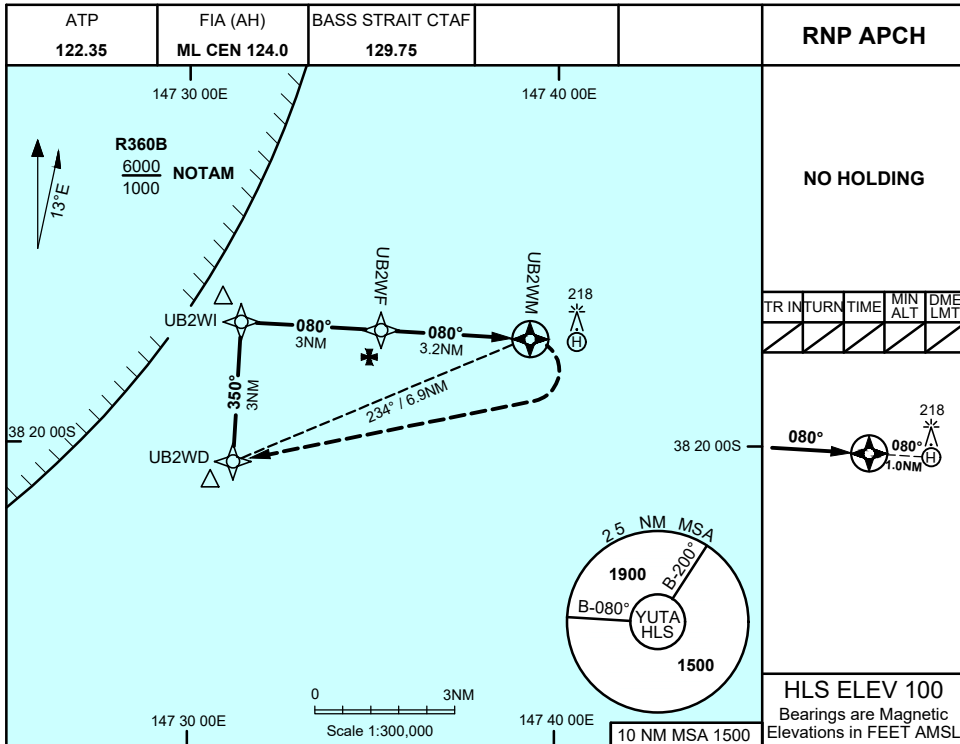 ATP
122.35
FIA (AH)
ML CEN 124.0
BASS STRAIT CTAF
129.75
RNP APCH
147 30 00E
147 40 00E
R360B
6000
1000
NOTAM
13°E
NO HOLDING
UB2WI
080°
3NM
UB2WF
080°
3.2NM
UB2WM
218
H
350°
3NM
234° / 6.9NM
UB2WD
38 20 00S
38 20 00S
TR IN
TURN
TIME
MIN ALT
DME LMT
080°
080°
1.0NM
218
H
25 NM MSA
1900
B-200°
B-080°
YUTA
HLS
1500
0
3NM
Scale 1:300,000
147 30 00E
147 40 00E
10 NM MSA 1500
HLS ELEV 100
Bearings are Magnetic
Elevations in FEET AMSL